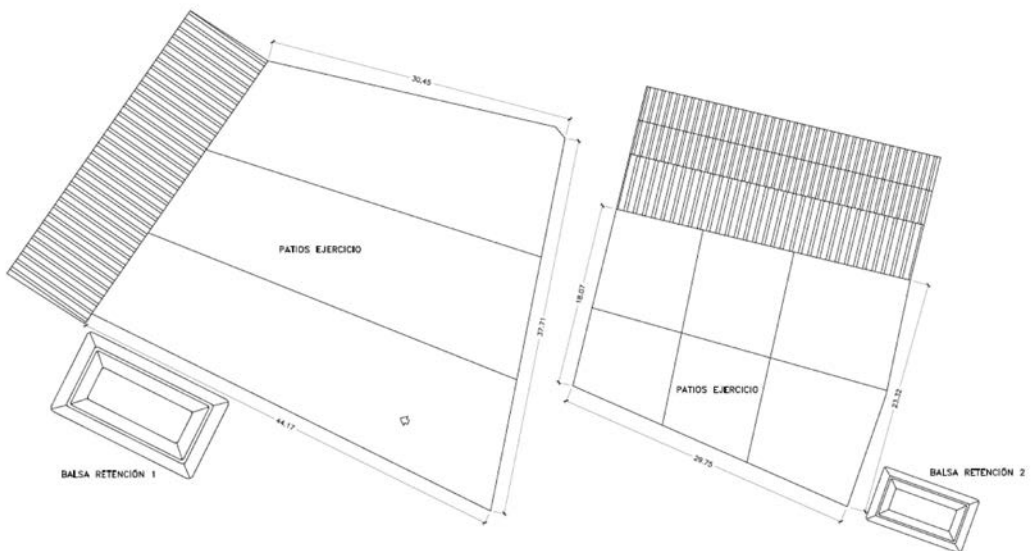 30,45
PATIOS EJERCICIO
37,71
44,17
BALSA RETENCIÓN 1
18,07
PATIOS EJERCICIO
23,32
29,75
BALSA RETENCIÓN 2